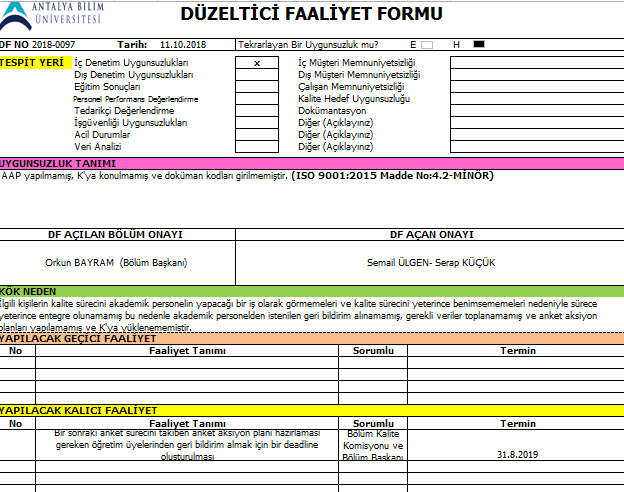 ANTALYA BİLİM
ÜNİVERSİTESİ
DÜZELTİCİ FAALİYET FORMU
DF NO 2018-0097 Tarih: 11.10.2018 Tekrarlayan Bir Uygunsuzluk mu? E H
TESPİT YERİ İç Denetim Uygunsuzlukları x İç Müşteri Memnuniyetsizliği
Dış Denetim Uygunsuzlukları Dış Müşteri Memnuniyetsizliği
Eğitim Sonuçları Çalışan Memnuniyetsizliği
Personel Performans Değerlendirme Kalite Hedef Uygunsuzluğu
Tedarikçi Değerlendirme Dokümantasyon
İşgüvenliği Uygunsuzlukları Diğer (Açıklayınız)
Acil Durumlar Diğer (Açıklayınız)
Veri Analizi Diğer (Açıklayınız)
UYGUNSUZLUK TANIMI
AAP yapılmamış, K'ya konulmamış ve doküman kodları girilmemiştir. (ISO 9001:2015 Madde No:4.2-MİNÖR)
DF AÇILAN BÖLÜM ONAYI DF AÇAN ONAYI
Orkun BAYRAM (Bölüm Başkanı) Semail ÜLGEN- Serap KÜÇÜK
KÖK NEDEN
İlgili kişilerin kalite sürecini akademik personelin yapacağı bir iş olarak görmemeleri ve kalite sürecini yeterince benimsememeleri nedeniyle sürece
yeterince entegre olunamamış bu nedenle akademik personelden istenilen geri bildirim alınamamış, gerekli veriler toplanamamış ve anket aksiyon
planları yapılamamış ve K'ya yüklenememiştir.
YAPILACAK GEÇİCİ FAALİYET
No Faaliyet Tanımı Sorumlu Termin
YAPILACAK KALICI FAALİYET
No Faaliyet Tanımı Sorumlu Termin
Bir sonraki anket sürecini takiben anket aksiyon planı hazırlaması Bölüm Kalite
gereken öğretim üyelerinden geri bildirim almak için bir deadline Komisyonu ve
oluşturulması Bölüm Başkanı 31.8.2019